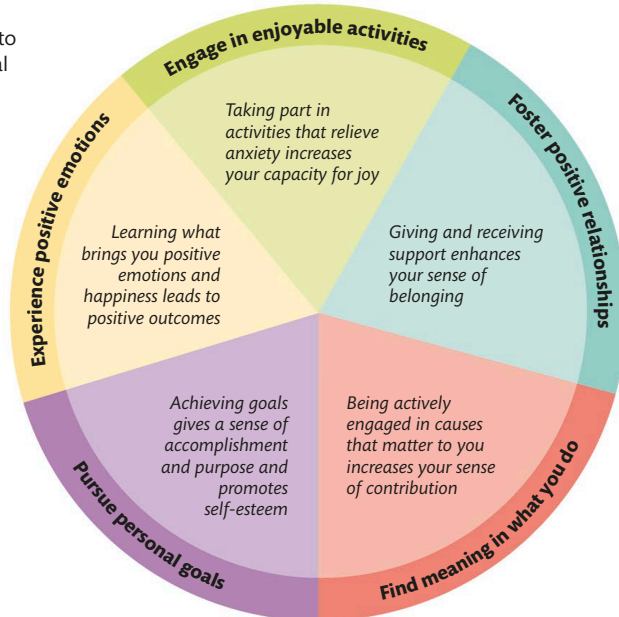 to
al
Engage in enjoyable activities
Taking part in
activities that relieve
anxiety increases
your capacity for joy
Foster positive relationships
Giving and receiving
support enhances
your sense of
belonging
Find meaning in what you do
Being actively
engaged in causes
that matter to you
increases your sense
of contribution
Pursue personal goals
Achieving goals
gives a sense of
accomplishment
and purpose and
promotes
self-esteem
Experience positive emotions
Learning what
brings you positive
emotions and
happiness leads to
positive outcomes